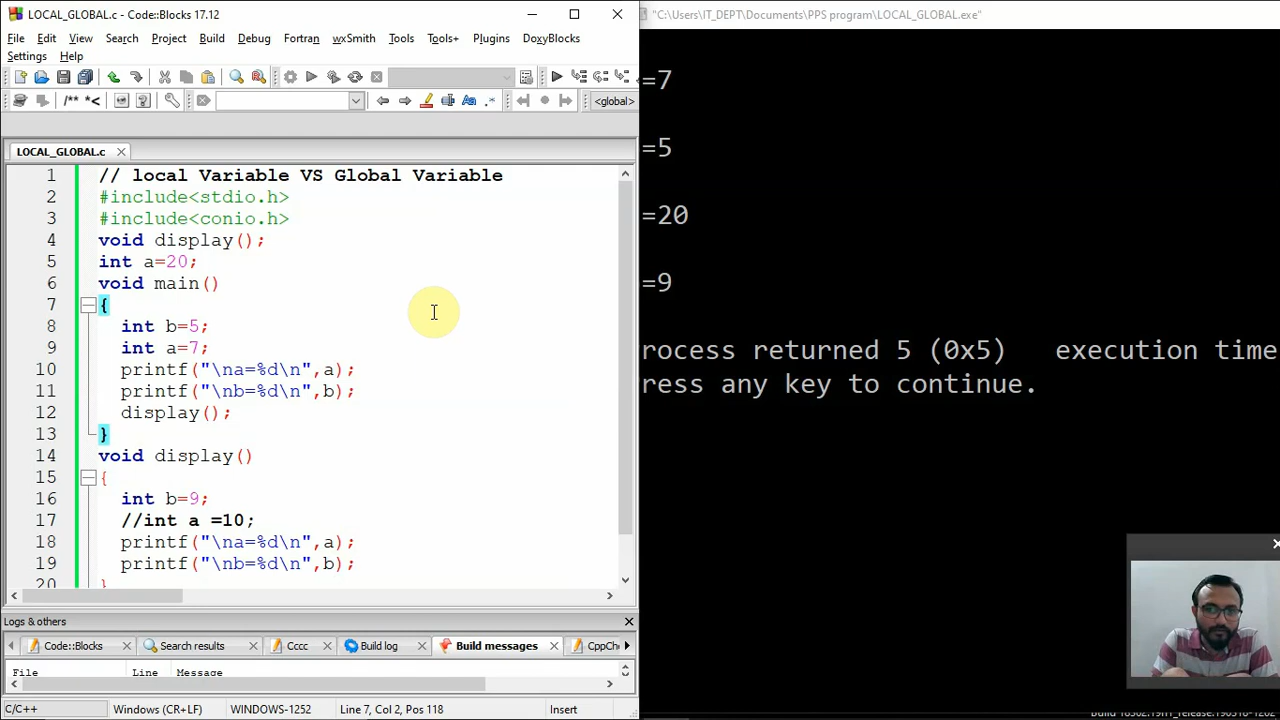 LOCAL_GLOBAL.c - Code::Blocks 17.12
File Edit View Search Project Build Debug Fortran wxSmith Tools Tools+ Plugins DoxyBlocks
Settings Help
/** *< <global>
LOCAL_GLOBAL.c
1 // local Variable VS Global Variable
2 #include<stdio.h>
3 #include<conio.h>
4 void display();
5 int a=20;
6 void main()
7 {
8 int b=5;
9 int a=7;
10 printf("\na=%d\n",a);
11 printf("\nb=%d\n",b);
12 display();
13 }
14 void display()
15 {
16 int b=9;
17 //int a =10;
18 printf("\na=%d\n",a);
19 printf("\nb=%d\n",b);
20 }
Logs & others
Code::Blocks Search results Cccc Build log Build messages CppChe
File Line Message
C/C++ Windows (CR+LF) WINDOWS-1252 Line 7, Col 2, Pos 118 Insert
"C:\Users\IT_DEPT\Documents\PPS program\LOCAL_GLOBAL.exe"
=7
=5
=20
=9
rocess returned 5 (0x5) execution time
ress any key to continue.